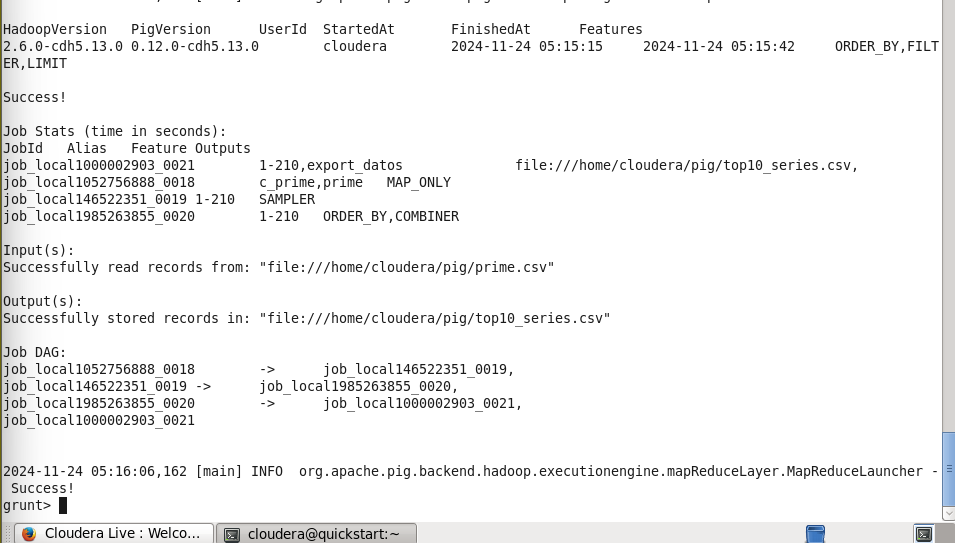 HadoopVersion PigVersion UserId StartedAt FinishedAt Features
2.6.0-cdh5.13.0 0.12.0-cdh5.13.0 cloudera 2024-11-24 05:15:15 2024-11-24 05:15:42 ORDER_BY,FILT
ER,LIMIT
Success!
Job Stats (time in seconds):
JobId Alias Feature Outputs
job_local1000002903_0021 1-210,export_datos file:///home/cloudera/pig/top10_series.csv,
job_local1052756888_0018 c_prime,prime MAP_ONLY
job_local146522351_0019 1-210 SAMPLER
job_local1985263855_0020 1-210 ORDER_BY,COMBINER
Input(s):
Successfully read records from: "file:///home/cloudera/pig/prime.csv"
Output(s):
Successfully stored records in: "file:///home/cloudera/pig/top10_series.csv"
Job DAG:
job_local1052756888_0018 -> job_local146522351_0019,
job_local146522351_0019 -> job_local1985263855_0020,
job_local1985263855_0020 -> job_local1000002903_0021,
job_local1000002903_0021
2024-11-24 05:16:06,162 [main] INFO org.apache.pig.backend.hadoop.executionengine.mapReduceLayer.MapReduceLauncher -
Success!
grunt>
Cloudera Live : Welco... cloudera@quickstart:~